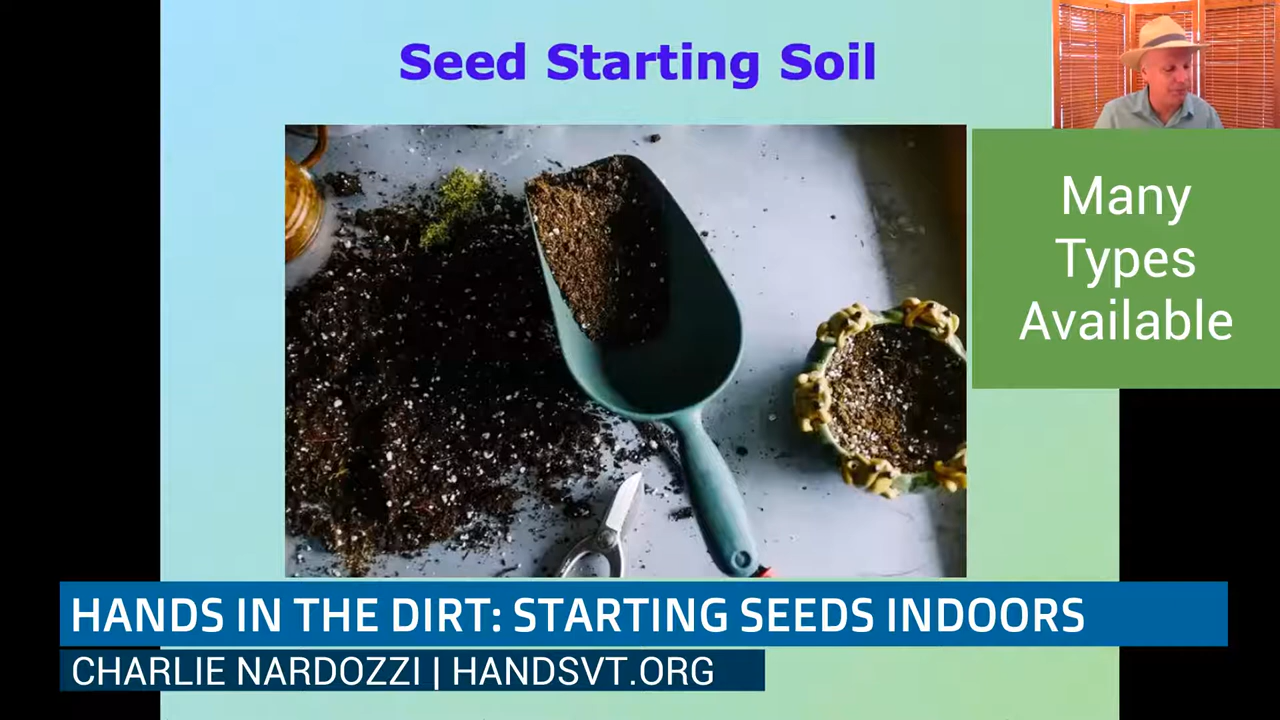 Seed Starting Soil
Many
Types
Available
HANDS IN THE DIRT: STARTING SEEDS INDOORS
CHARLIE NARDOZZI | HANDSVT.ORG